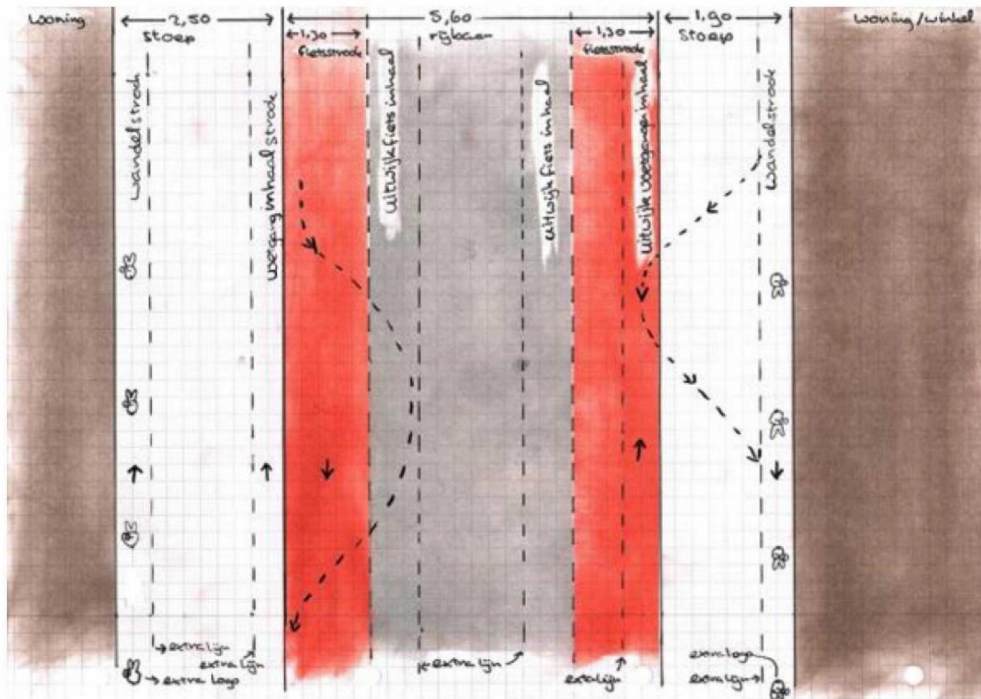 woning
2,50
5,60
1,90
woning/winkel
stoep
1,30
rijbaan
1,30
stoep
fietsstrook
fietsstrook
wandelstrook
voetgang inhaal strook
uitwijk fiets inhaal
uitwijk fiets inhaal
uitwijk voetganger inhaal
wandelstrook
extra lijn
extra lijn
extra logo
extra lijn
extra lijn
extra logo
extra lijn